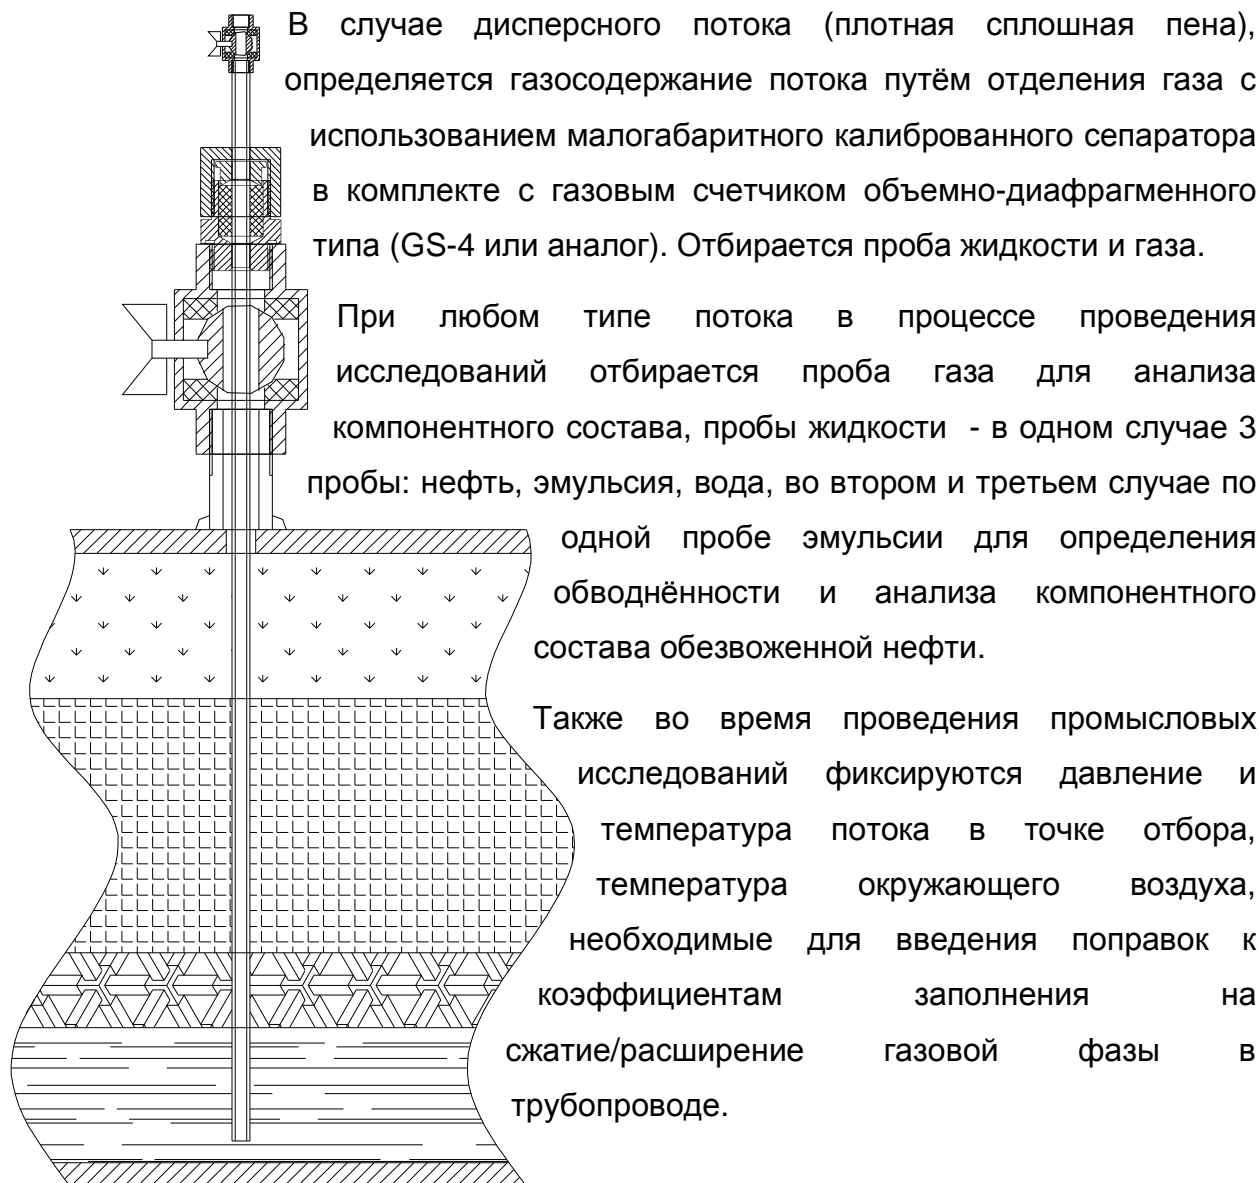 В случае дисперсного потока (плотная сплошная пена),
определяется газосодержание потока путём отделения газа с
использованием малогабаритного калиброванного сепаратора
в комплекте с газовым счетчиком объемно-диафрагменного
типа (GS-4 или аналог). Отбирается проба жидкости и газа.
При любом типе потока в процессе проведения
исследований отбирается проба газа для анализа
компонентного состава, пробы жидкости - в одном случае 3
пробы: нефть, эмульсия, вода, во втором и третьем случае по
одной пробе эмульсии для определения
обводнённости и анализа компонентного
состава обезвоженной нефти.
Также во время проведения промысловых
исследований фиксируются давление и
температура потока в точке отбора,
температура окружающего воздуха,
необходимые для введения поправок к
коэффициентам заполнения на
сжатие/расширение газовой фазы в
трубопроводе.